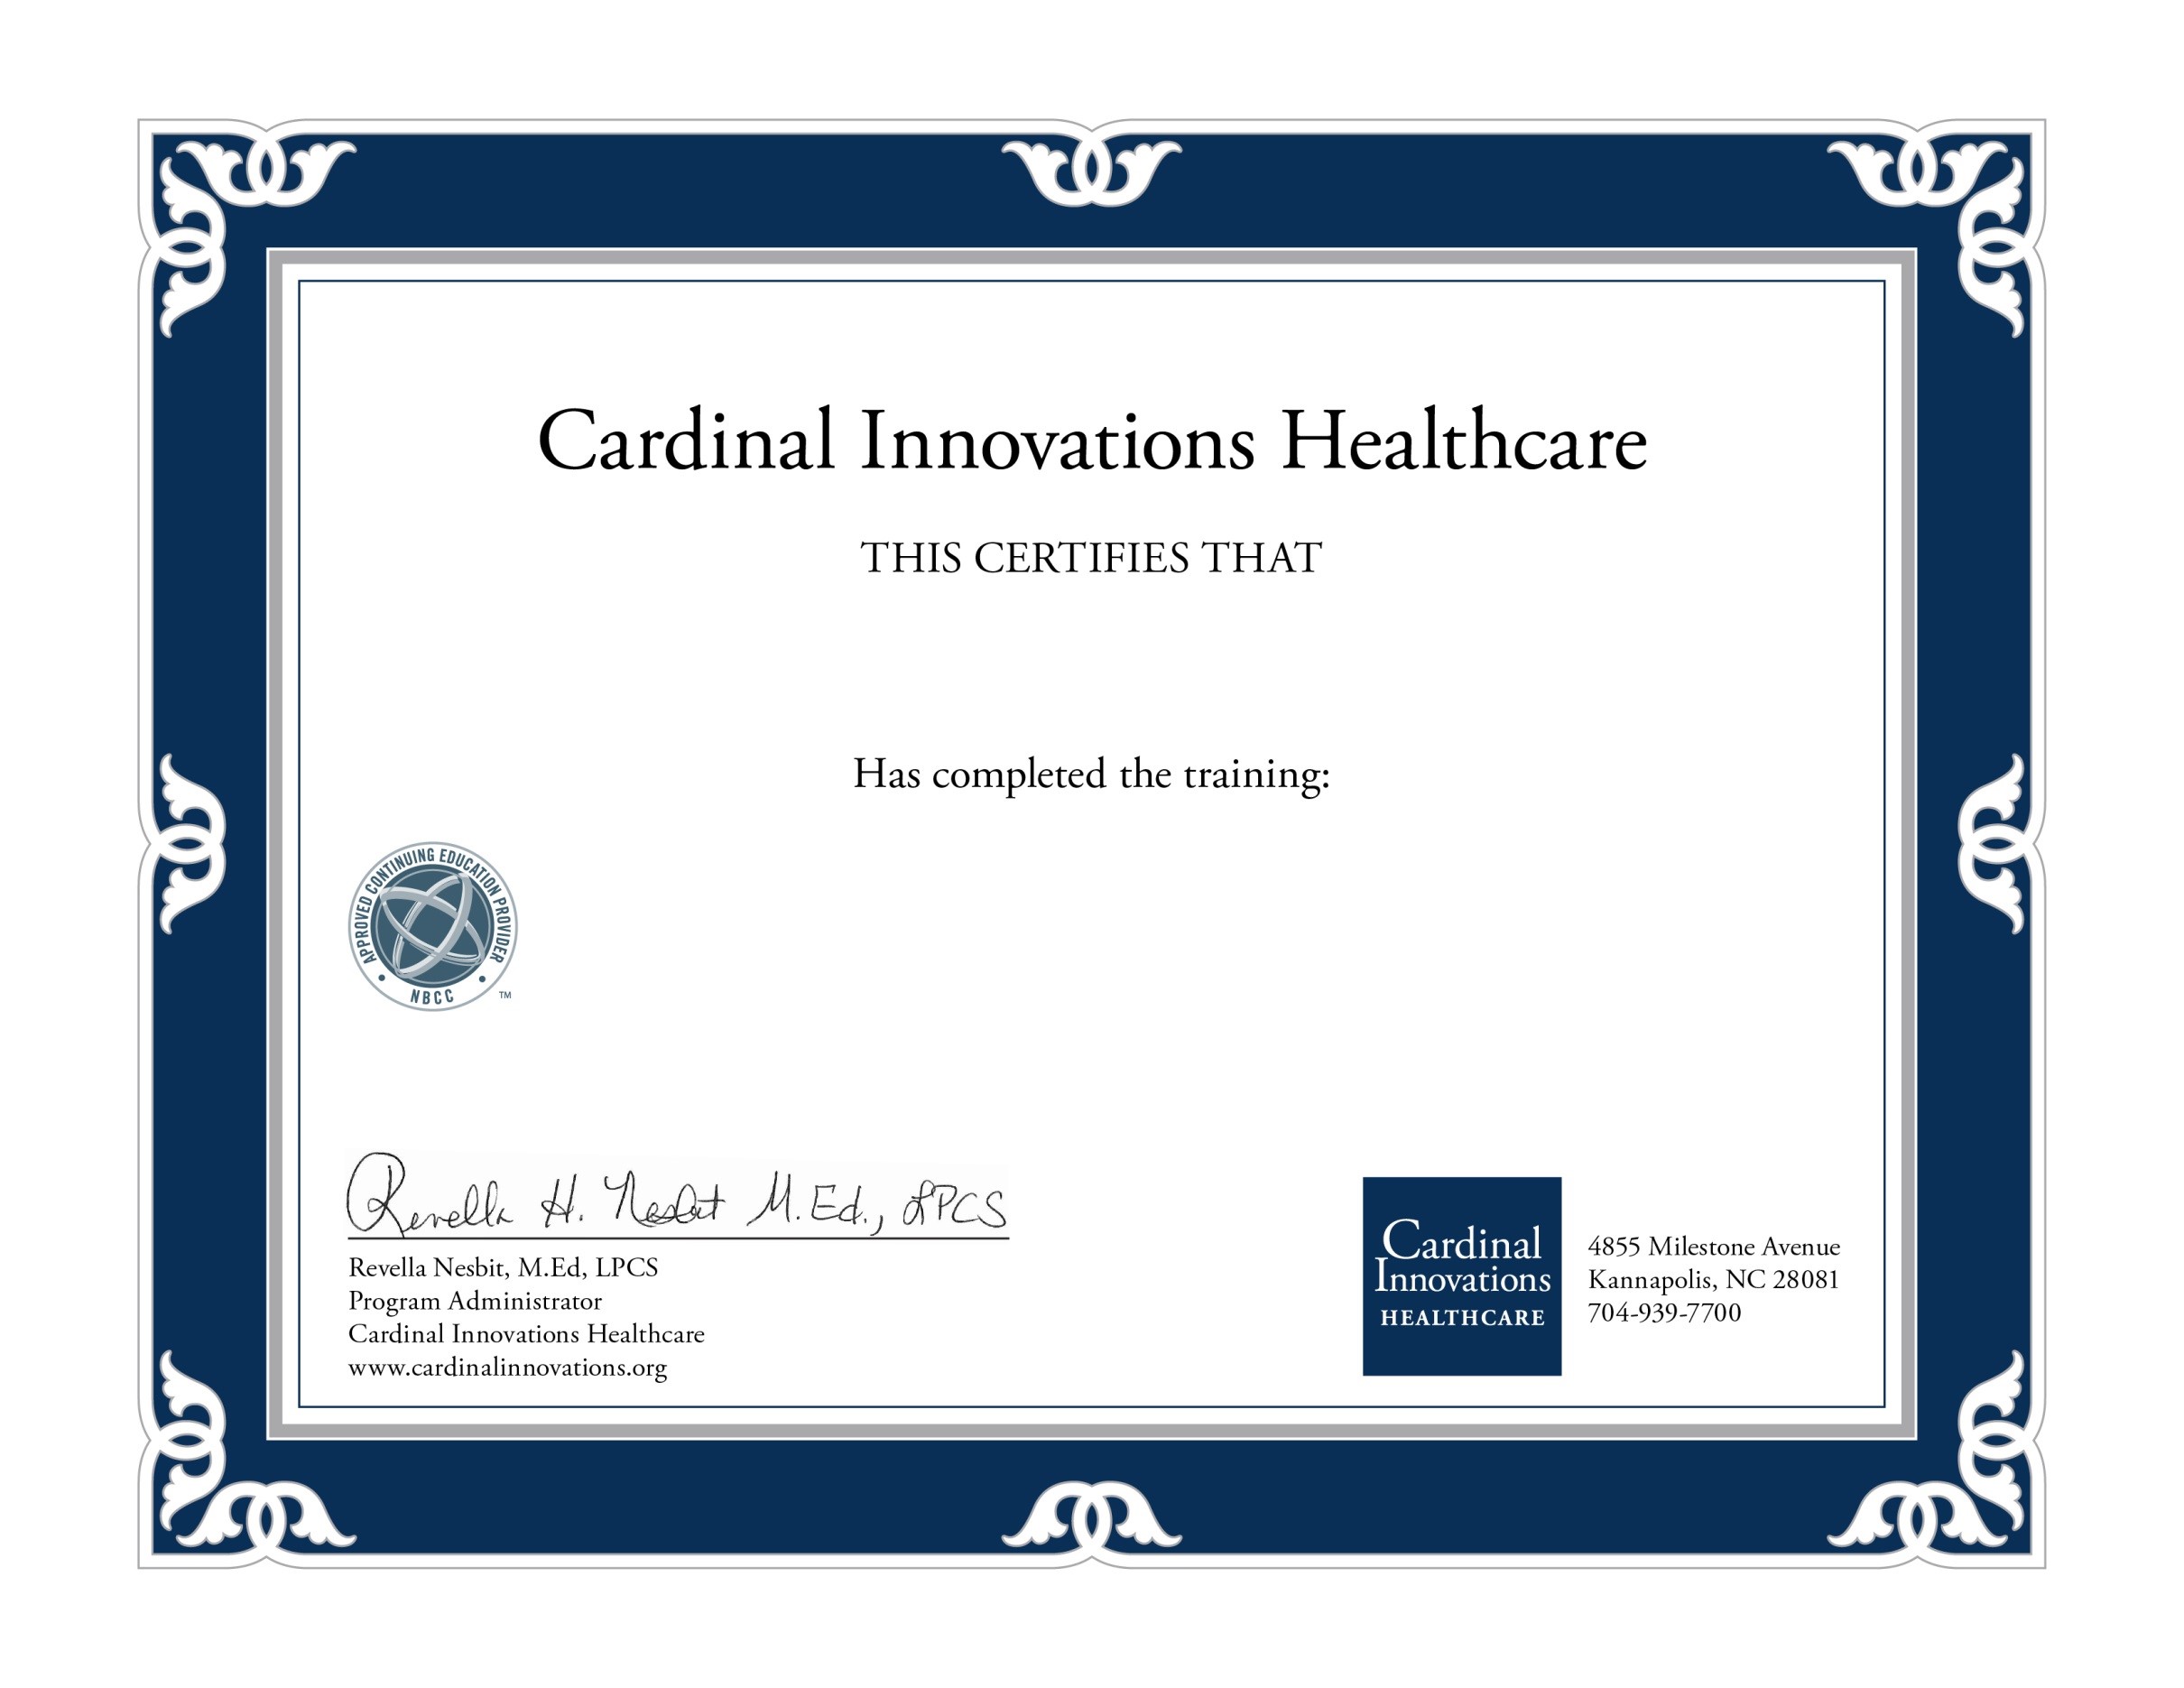 Cardinal Innovations Healthcare
THIS CERTIFIES THAT
Has completed the training:
APPROVED CONTINUING EDUCATION PROVIDER
NBCC
TM
Revella H. Nesbit M.Ed., LPCS
Revella Nesbit, M.Ed, LPCS
Program Administrator
Cardinal Innovations Healthcare
www.cardinalinnovations.org
Cardinal
Innovations
HEALTHCARE
4855 Milestone Avenue
Kannapolis, NC 28081
704-939-7700